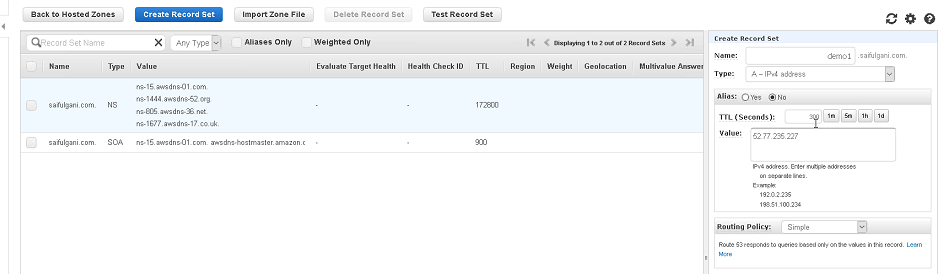 Back to Hosted Zones Create Record Set Import Zone File Delete Record Set Test Record Set
Record Set Name Any Type Aliases Only Weighted Only Displaying 1 to 2 out of 2 Record Sets
Name Type Value Evaluate Target Health Health Check ID TTL Region Weight Geolocation Multivalue Answer
saifulgani.com. NS ns-15.awsdns-01.com. - - 172800
ns-1444.awsdns-52.org.
ns-805.awsdns-36.net.
ns-1677.awsdns-17.co.uk.
saifulgani.com. SOA ns-15.awsdns-01.com. awsdns-hostmaster.amazon.c - - 900
Create Record Set
Name: demo1 .saifulgani.com.
Type: A – IPv4 address
Alias: Yes No
TTL (Seconds): 300 1m 5m 1h 1d
Value: 52.77.235.227
IPv4 address. Enter multiple addresses
on separate lines.
Example:
192.0.2.235
198.51.100.234
Routing Policy: Simple
Route 53 responds to queries based only on the values in this record. Learn
More